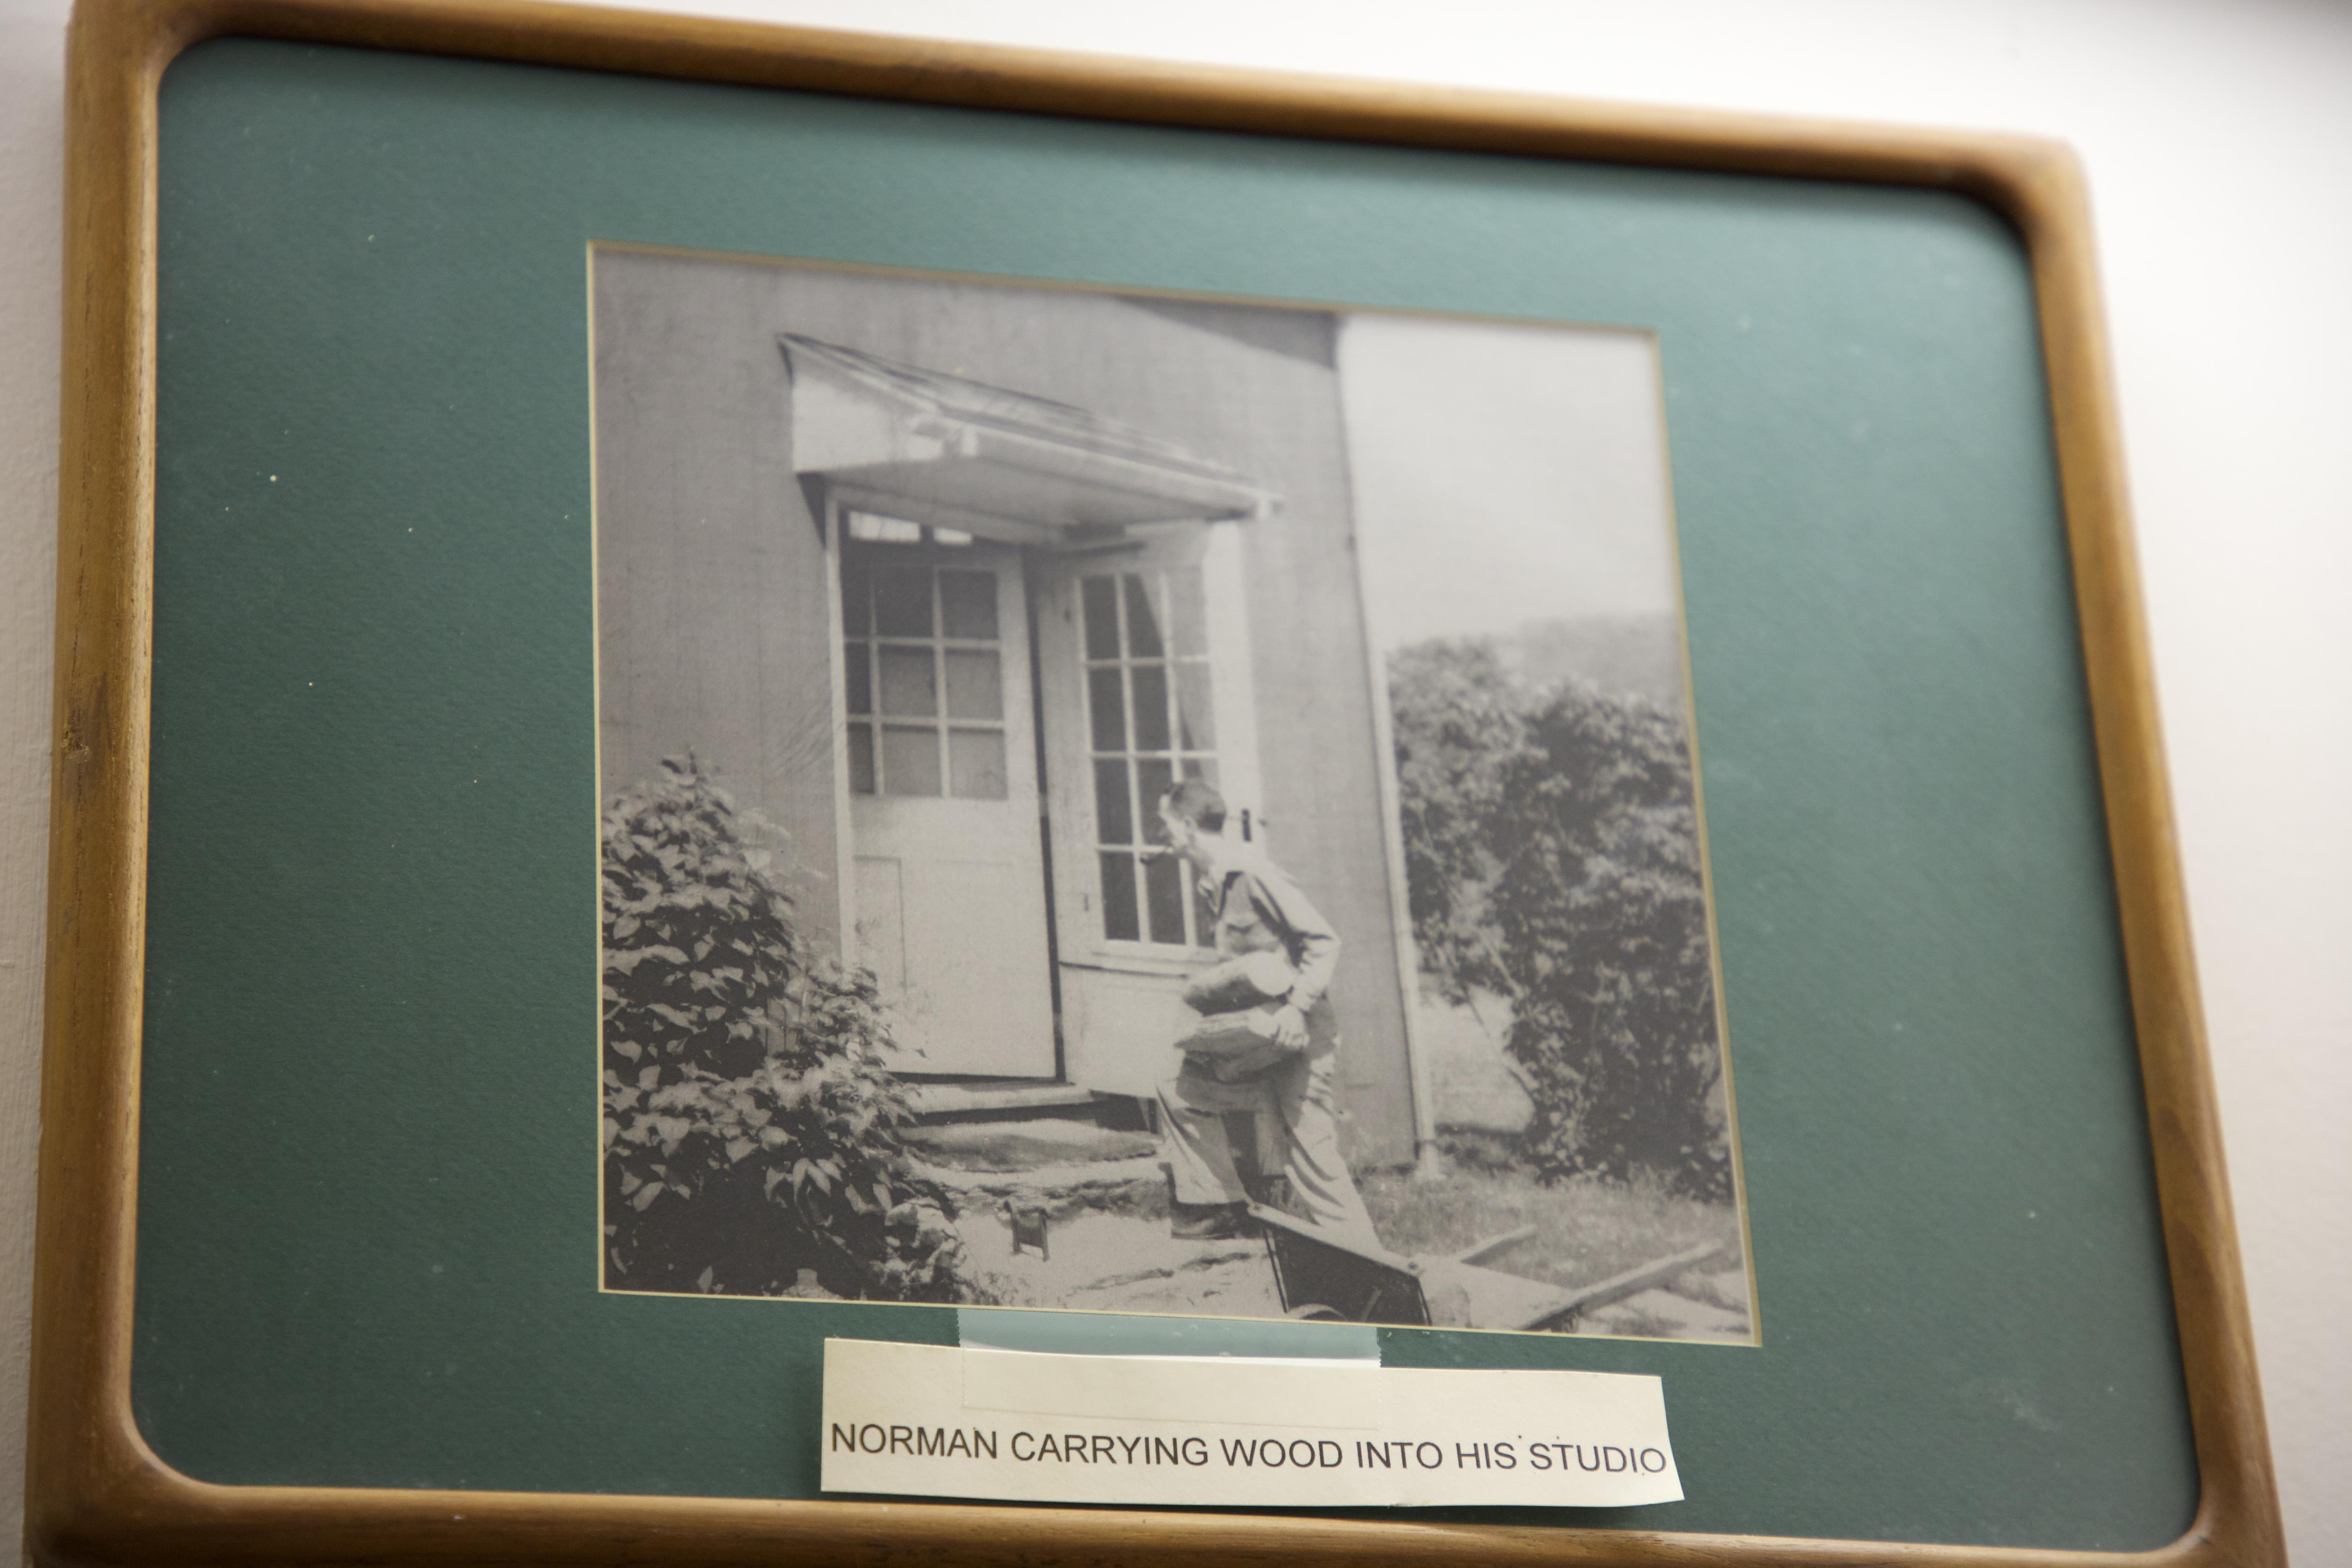 NORMAN CARRYING WOOD INTO HIS STUDIO